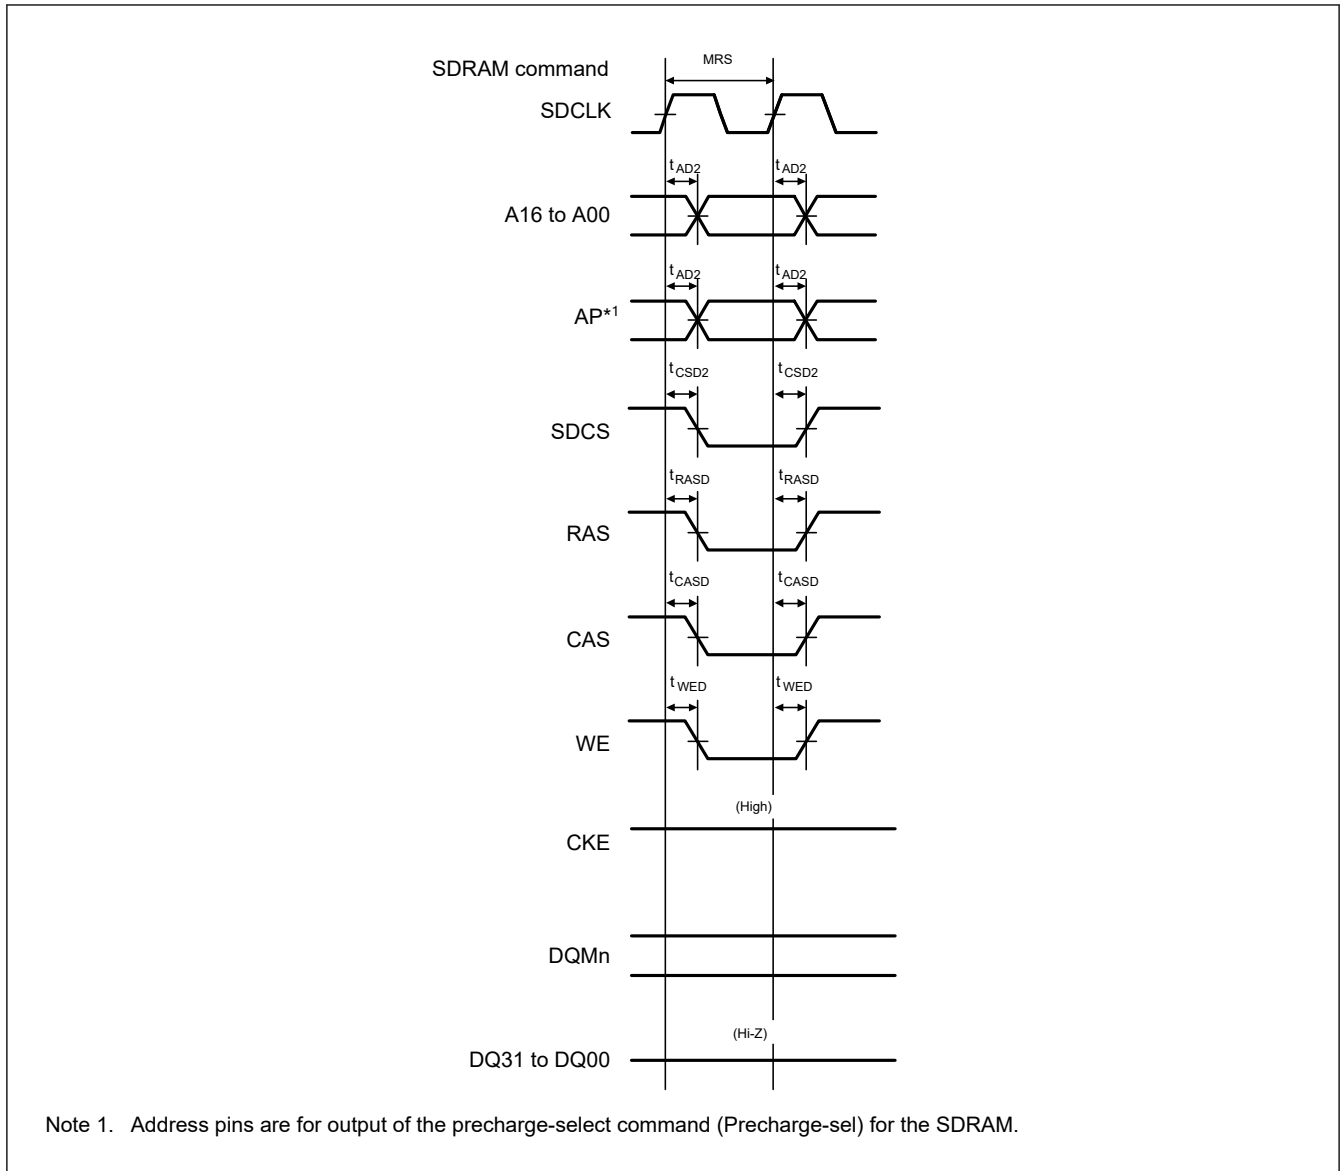 MRS
SDRAM command
SDCLK
tAD2 tAD2
A16 to A00
tAD2 tAD2
AP*1
tCSD2 tCSD2
SDCS
tRASD tRASD
RAS
tCASD tCASD
CAS
tWED tWED
WE
(High)
CKE
DQMn
(Hi-Z)
DQ31 to DQ00
Note 1. Address pins are for output of the precharge-select command (Precharge-sel) for the SDRAM.